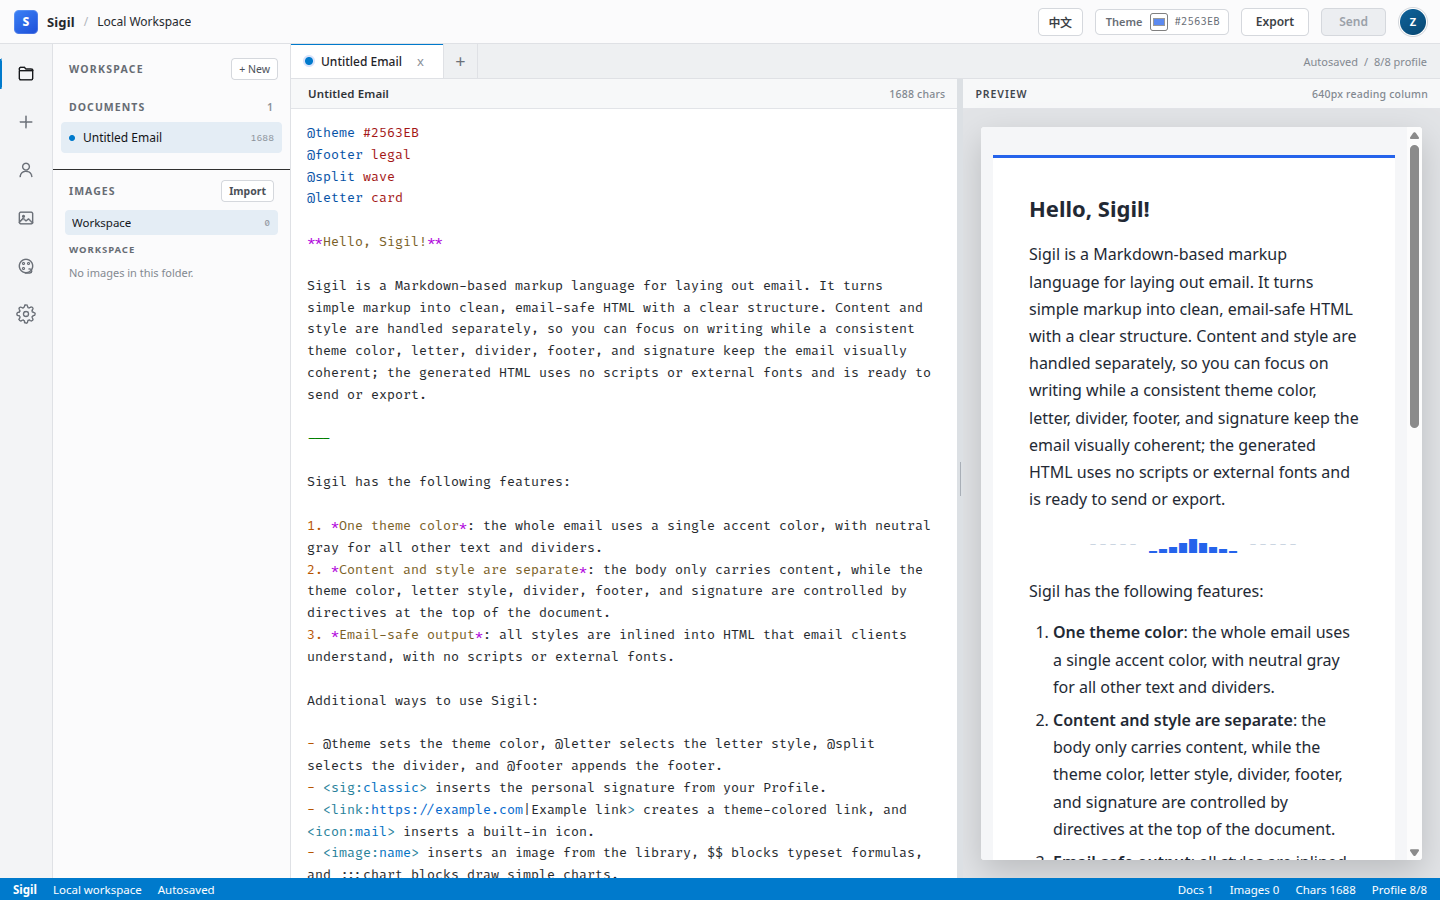 S Sigil / Local Workspace 中文 Theme #2563EB Export Send Z
WORKSPACE + New
DOCUMENTS 1
Untitled Email 1688
IMAGES Import
Workspace 0
WORKSPACE
No images in this folder.
Untitled Email x + Autosaved / 8/8 profile
Untitled Email 1688 chars
@theme #2563EB
@footer legal
@split wave
@letter card
**Hello, Sigil!**
Sigil is a Markdown-based markup language for laying out email. It turns
simple markup into clean, email-safe HTML with a clear structure. Content and
style are handled separately, so you can focus on writing while a consistent
theme color, letter, divider, footer, and signature keep the email visually
coherent; the generated HTML uses no scripts or external fonts and is ready to
send or export.
---
Sigil has the following features:
1. *One theme color*: the whole email uses a single accent color, with neutral
gray for all other text and dividers.
2. *Content and style are separate*: the body only carries content, while the
theme color, letter style, divider, footer, and signature are controlled by
directives at the top of the document.
3. *Email-safe output*: all styles are inlined into HTML that email clients
understand, with no scripts or external fonts.
Additional ways to use Sigil:
- @theme sets the theme color, @letter selects the letter style, @split
selects the divider, and @footer appends the footer.
- <sig:classic> inserts the personal signature from your Profile.
- <link:https://example.com|Example link> creates a theme-colored link, and
<icon:mail> inserts a built-in icon.
- <image:name> inserts an image from the library, $$ blocks typeset formulas,
and :::chart blocks draw simple charts.
PREVIEW 640px reading column
Hello, Sigil!
Sigil is a Markdown-based markup
language for laying out email. It turns
simple markup into clean, email-safe HTML
with a clear structure. Content and style are
handled separately, so you can focus on
writing while a consistent theme color,
letter, divider, footer, and signature keep the
email visually coherent; the generated
HTML uses no scripts or external fonts and
is ready to send or export.
Sigil has the following features:
1. One theme color: the whole email uses
a single accent color, with neutral gray
for all other text and dividers.
2. Content and style are separate: the
body only carries content, while the
theme color, letter style, divider, footer,
and signature are controlled by
directives at the top of the document.
3. Email-safe output: all styles are inlined
Sigil Local workspace Autosaved Docs 1 Images 0 Chars 1688 Profile 8/8